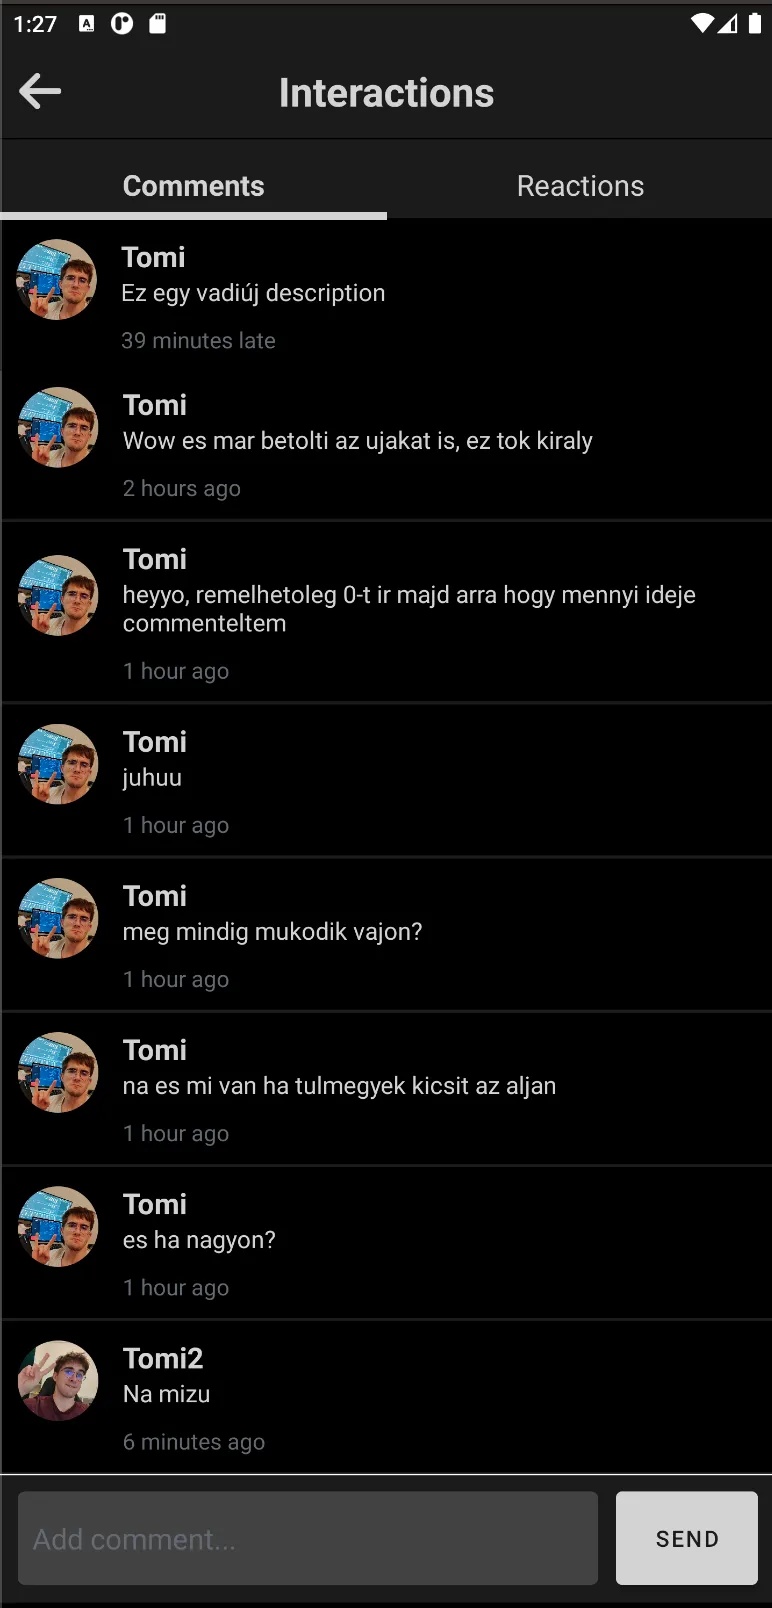 1:27
Interactions
Comments
Reactions
Tomi
Ez egy vadiúj description
39 minutes late
Tomi
Wow es mar betolti az ujakat is, ez tok kiraly
2 hours ago
Tomi
heyyo, remelhetoleg 0-t ir majd arra hogy mennyi ideje
commenteltem
1 hour ago
Tomi
juhuu
1 hour ago
Tomi
meg mindig mukodik vajon?
1 hour ago
Tomi
na es mi van ha tulmegyek kicsit az aljan
1 hour ago
Tomi
es ha nagyon?
1 hour ago
Tomi2
Na mizu
6 minutes ago
Add comment...
SEND